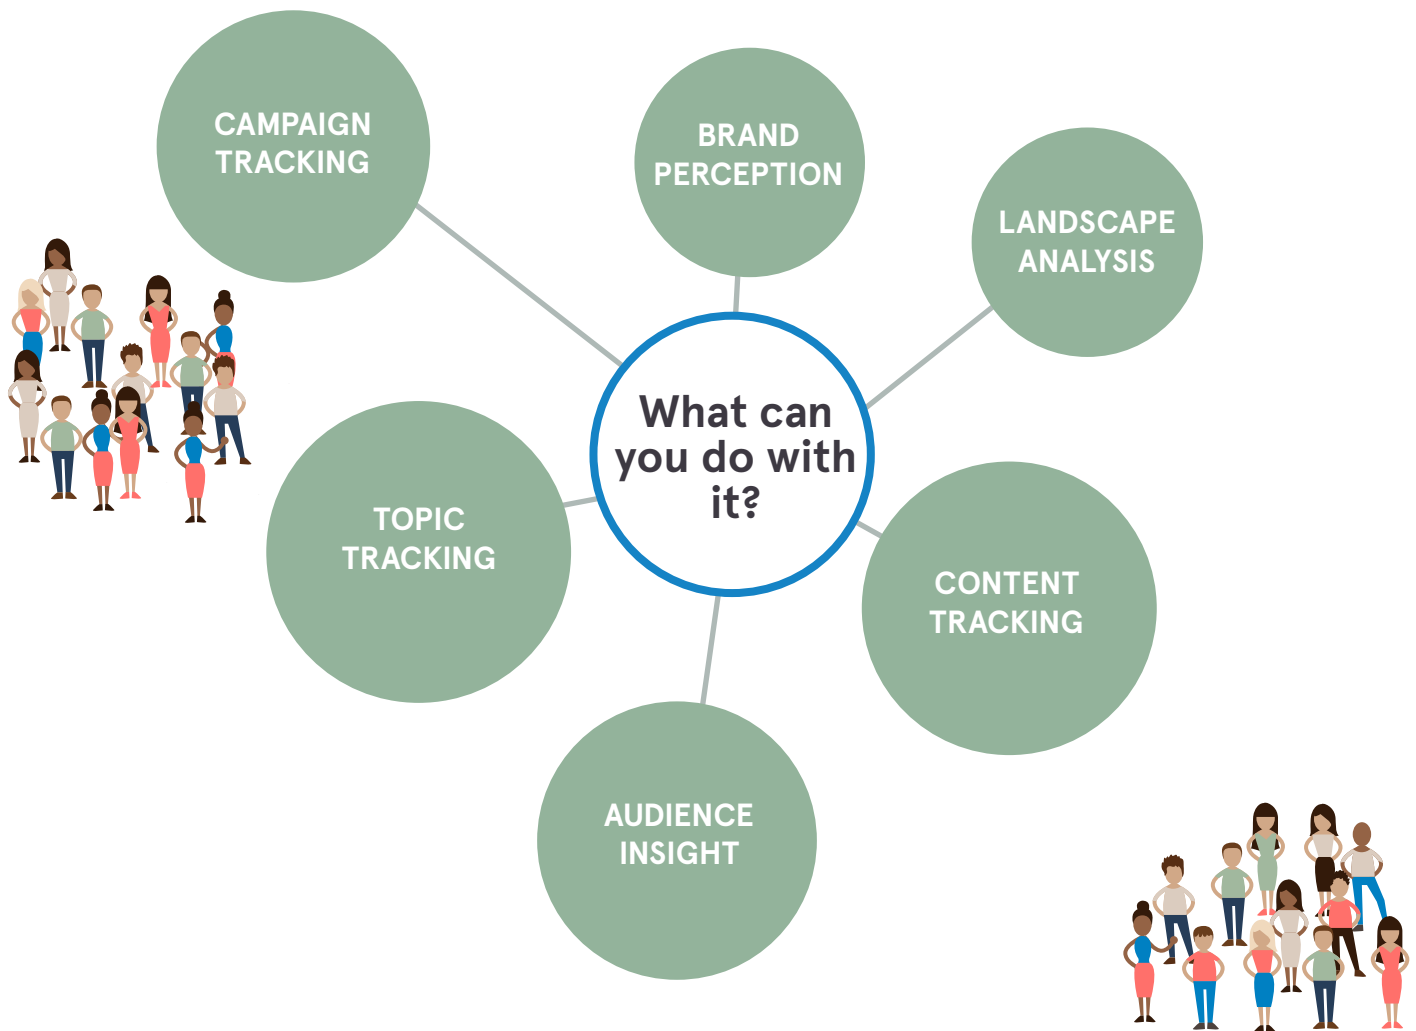 CAMPAIGN
TRACKING
BRAND
PERCEPTION
LANDSCAPE
ANALYSIS
What can
you do with
it?
TOPIC
TRACKING
CONTENT
TRACKING
AUDIENCE
INSIGHT